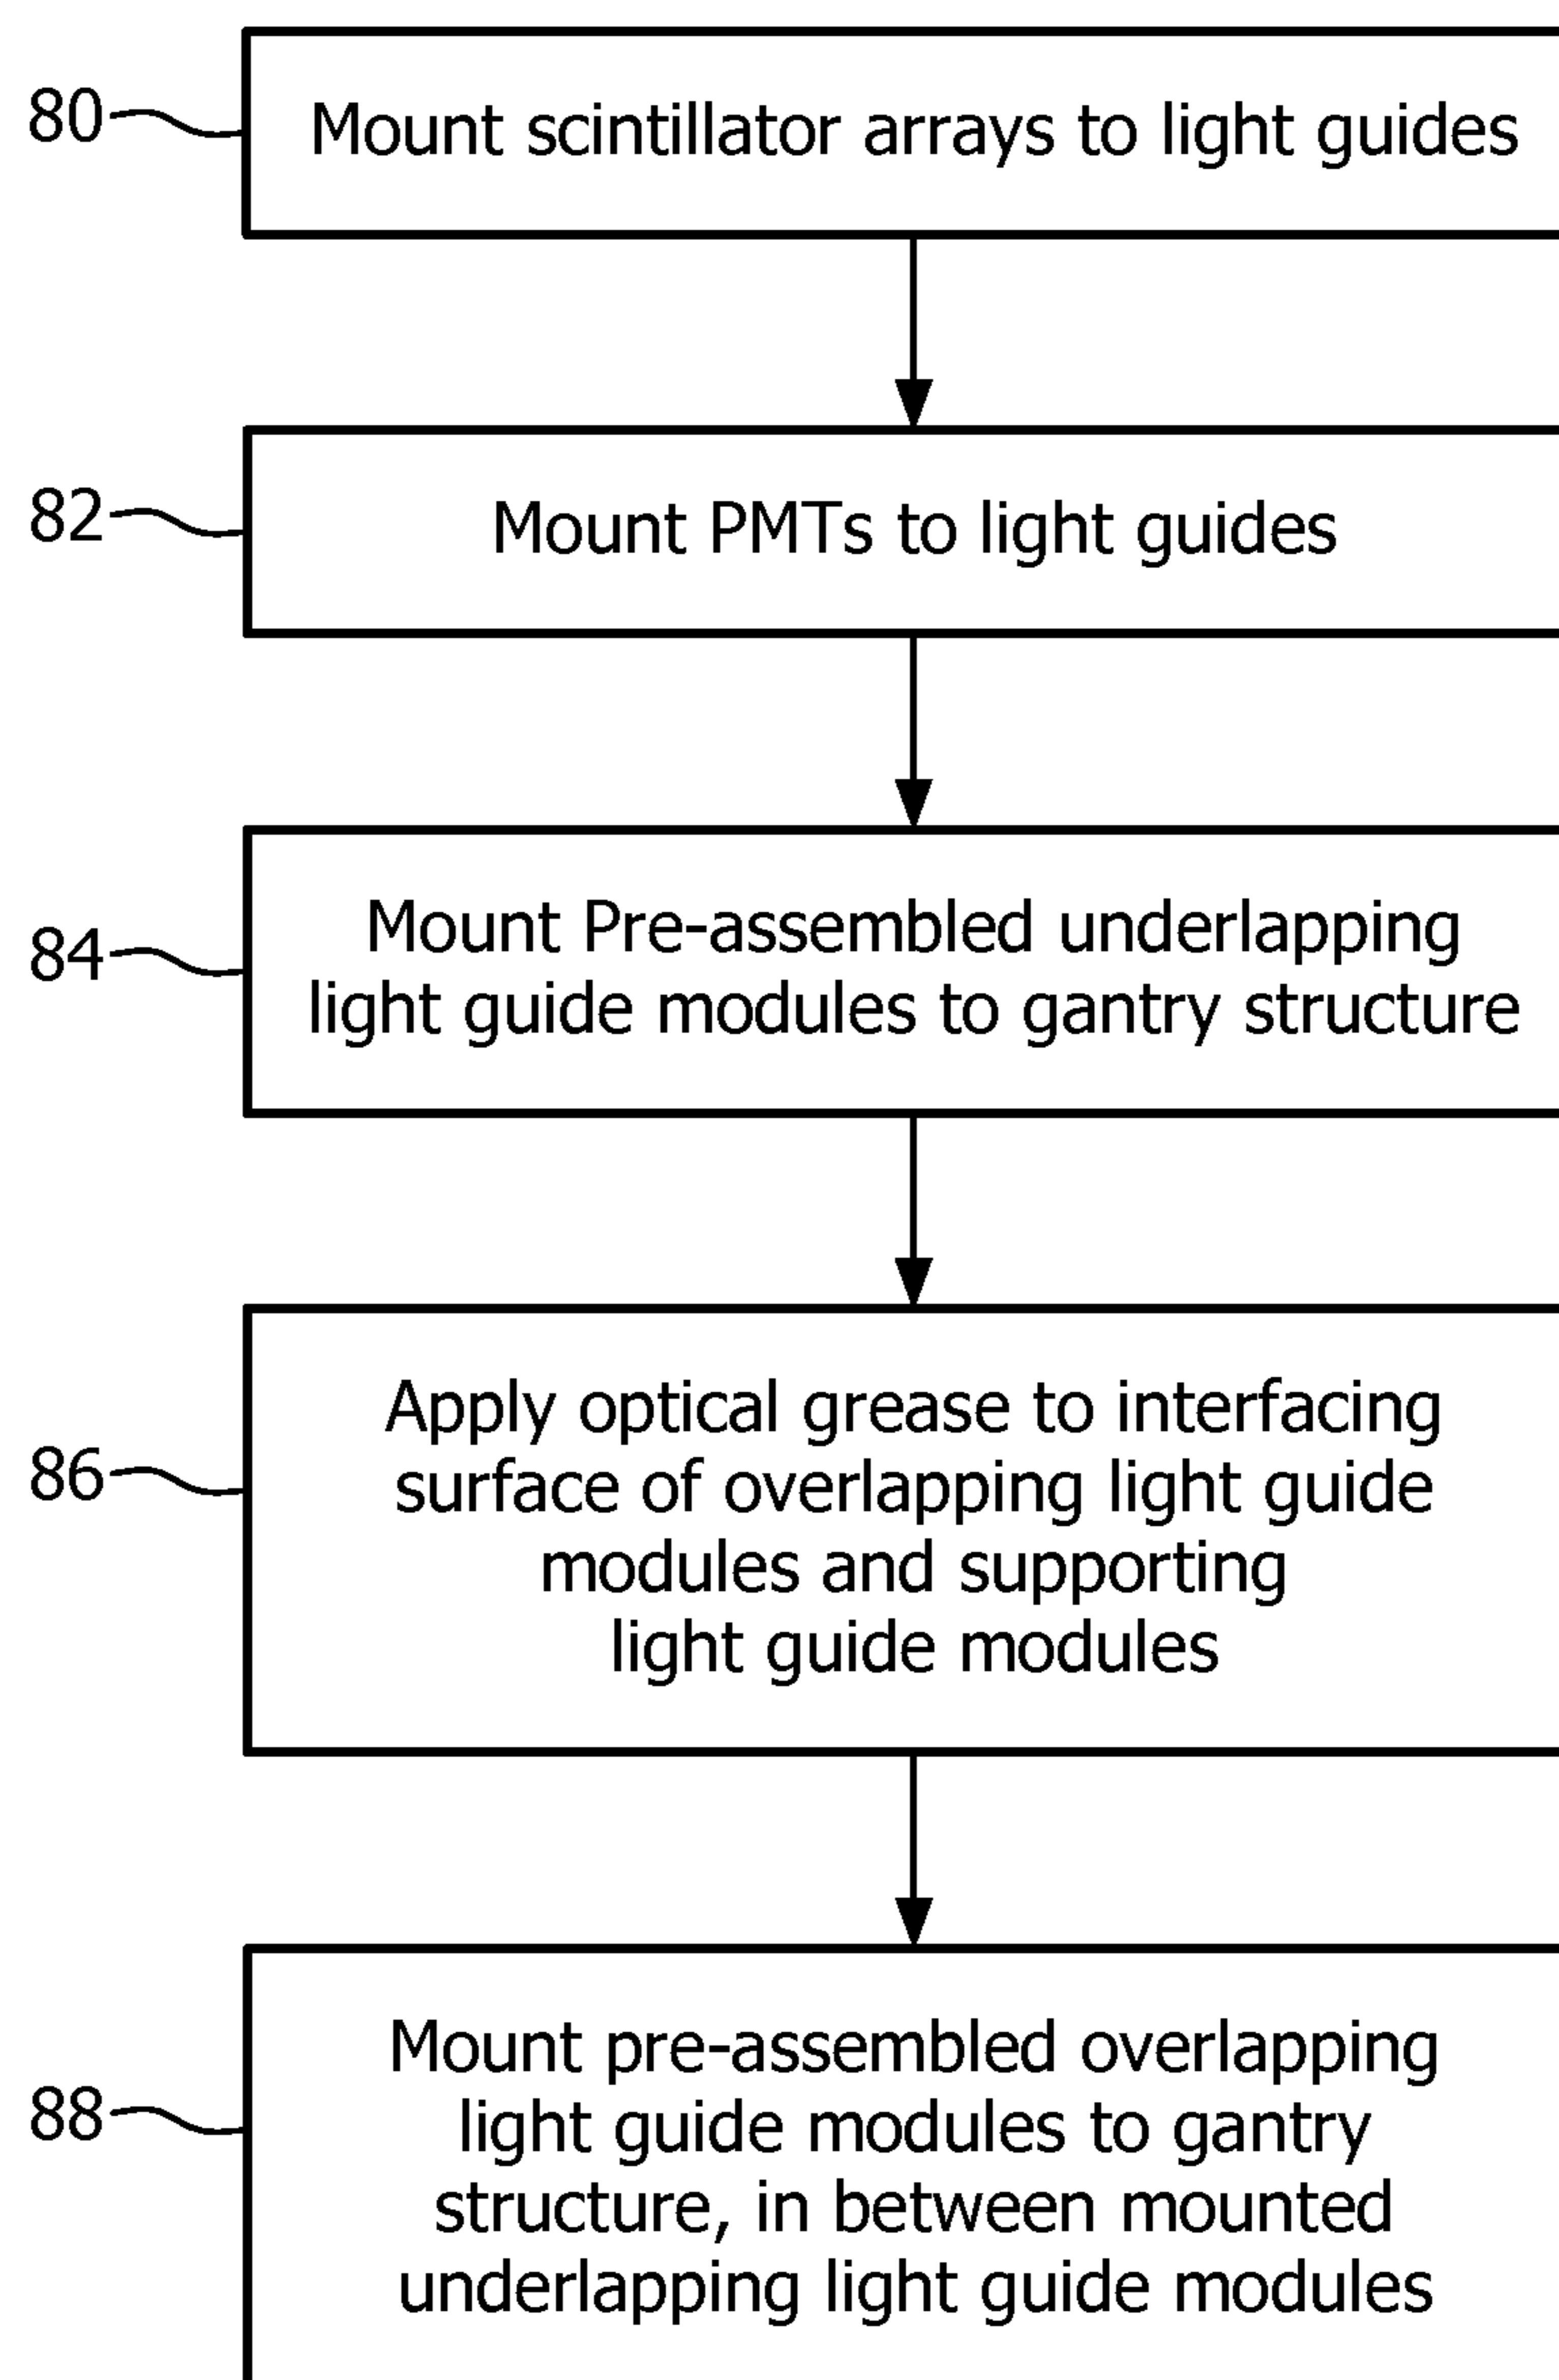 80
Mount scintillator arrays to light guides
82
Mount PMTs to light guides
84
Mount Pre-assembled underlapping
light guide modules to gantry structure
86
Apply optical grease to interfacing
surface of overlapping light guide
modules and supporting
light guide modules
88
Mount pre-assembled overlapping
light guide modules to gantry
structure, in between mounted
underlapping light guide modules